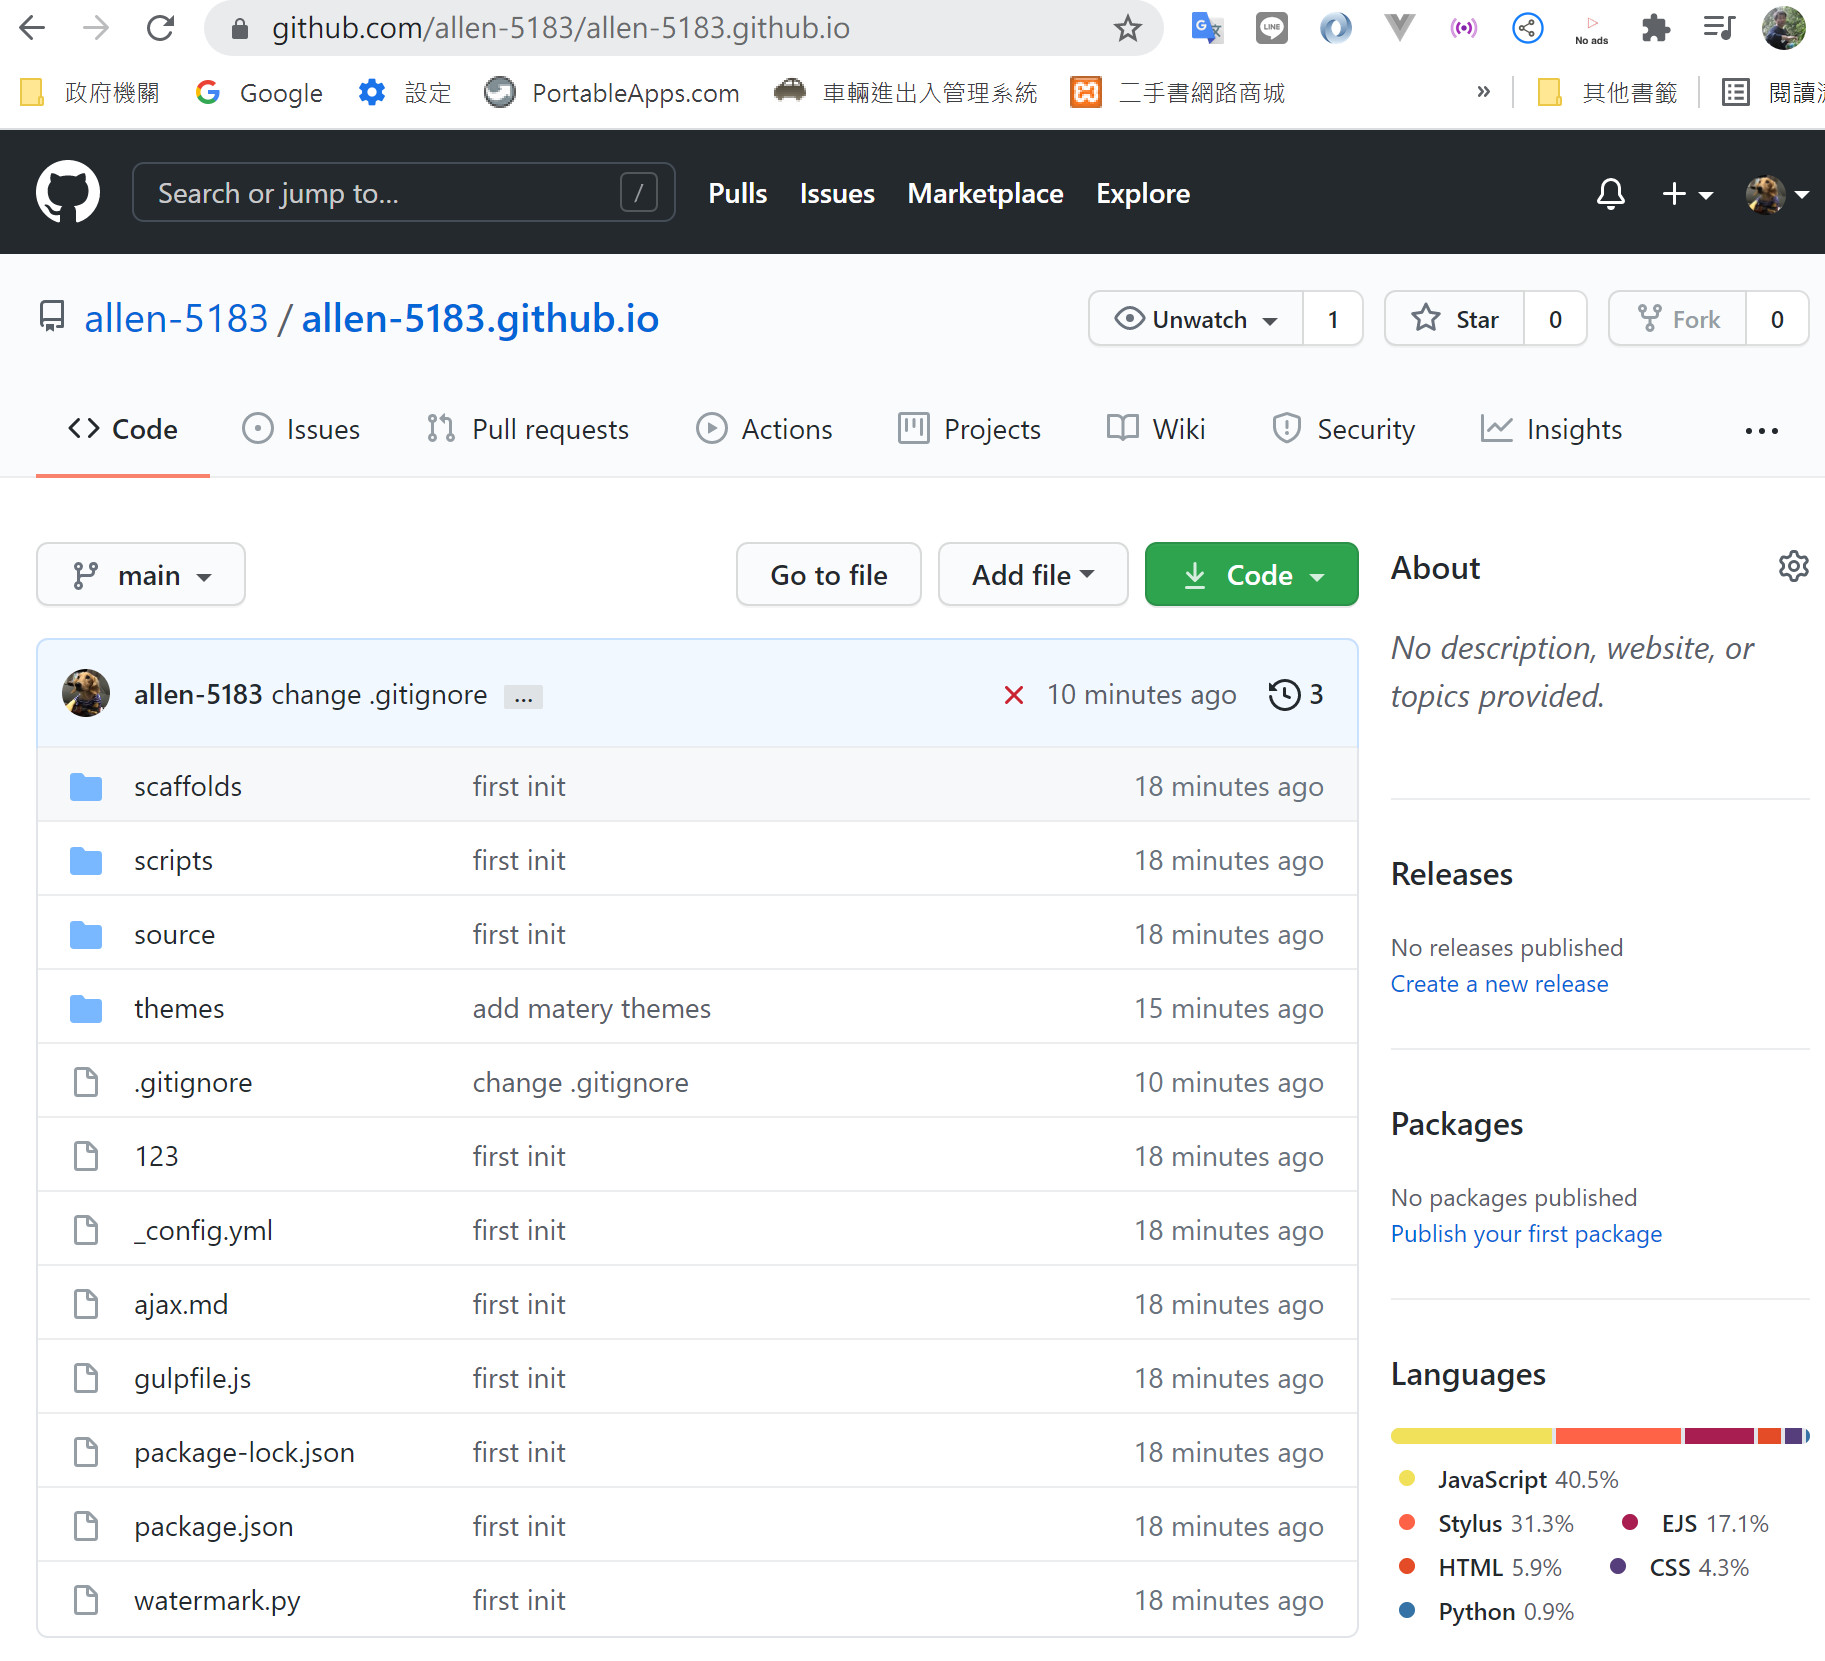 github.com/allen-5183/allen-5183.github.io
No ads
政府機關 Google 設定 PortableApps.com 車輛進出入管理系統 二手書網路商城 » 其他書籤 閱讀
Search or jump to... / Pulls Issues Marketplace Explore
allen-5183 / allen-5183.github.io Unwatch 1 Star 0 Fork 0
Code Issues Pull requests Actions Projects Wiki Security Insights ...
main Go to file Add file Code
allen-5183 change .gitignore ... 10 minutes ago 3
scaffolds first init 18 minutes ago
scripts first init 18 minutes ago
source first init 18 minutes ago
themes add matery themes 15 minutes ago
.gitignore change .gitignore 10 minutes ago
123 first init 18 minutes ago
_config.yml first init 18 minutes ago
ajax.md first init 18 minutes ago
gulpfile.js first init 18 minutes ago
package-lock.json first init 18 minutes ago
package.json first init 18 minutes ago
watermark.py first init 18 minutes ago
About
No description, website, or
topics provided.
Releases
No releases published
Create a new release
Packages
No packages published
Publish your first package
Languages
JavaScript 40.5%
Stylus 31.3% EJS 17.1%
HTML 5.9% CSS 4.3%
Python 0.9%